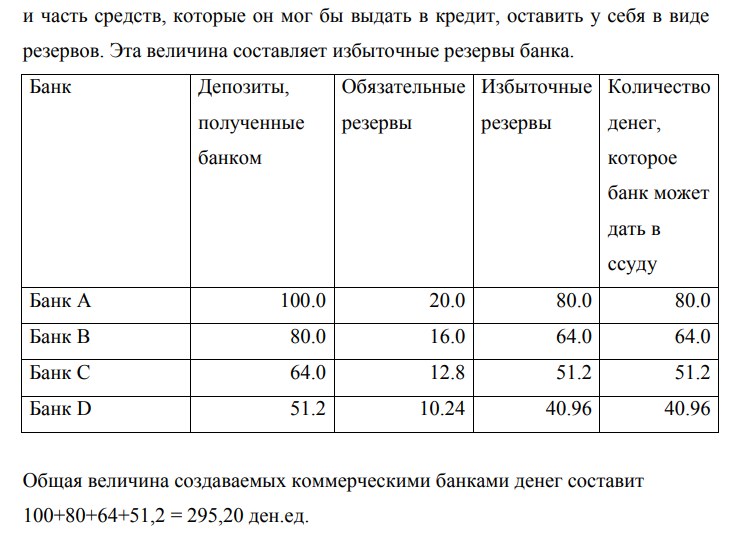 и часть средств, которые он мог бы выдать в кредит, оставить у себя в виде
резервов. Эта величина составляет избыточные резервы банка.
Банк Депозиты, полученные банком Обязательные резервы Избыточные резервы Количество денег, которое банк может дать в ссуду
Банк A 100.0 20.0 80.0 80.0
Банк B 80.0 16.0 64.0 64.0
Банк C 64.0 12.8 51.2 51.2
Банк D 51.2 10.24 40.96 40.96
Общая величина создаваемых коммерческими банками денег составит
100+80+64+51,2 = 295,20 ден.ед.